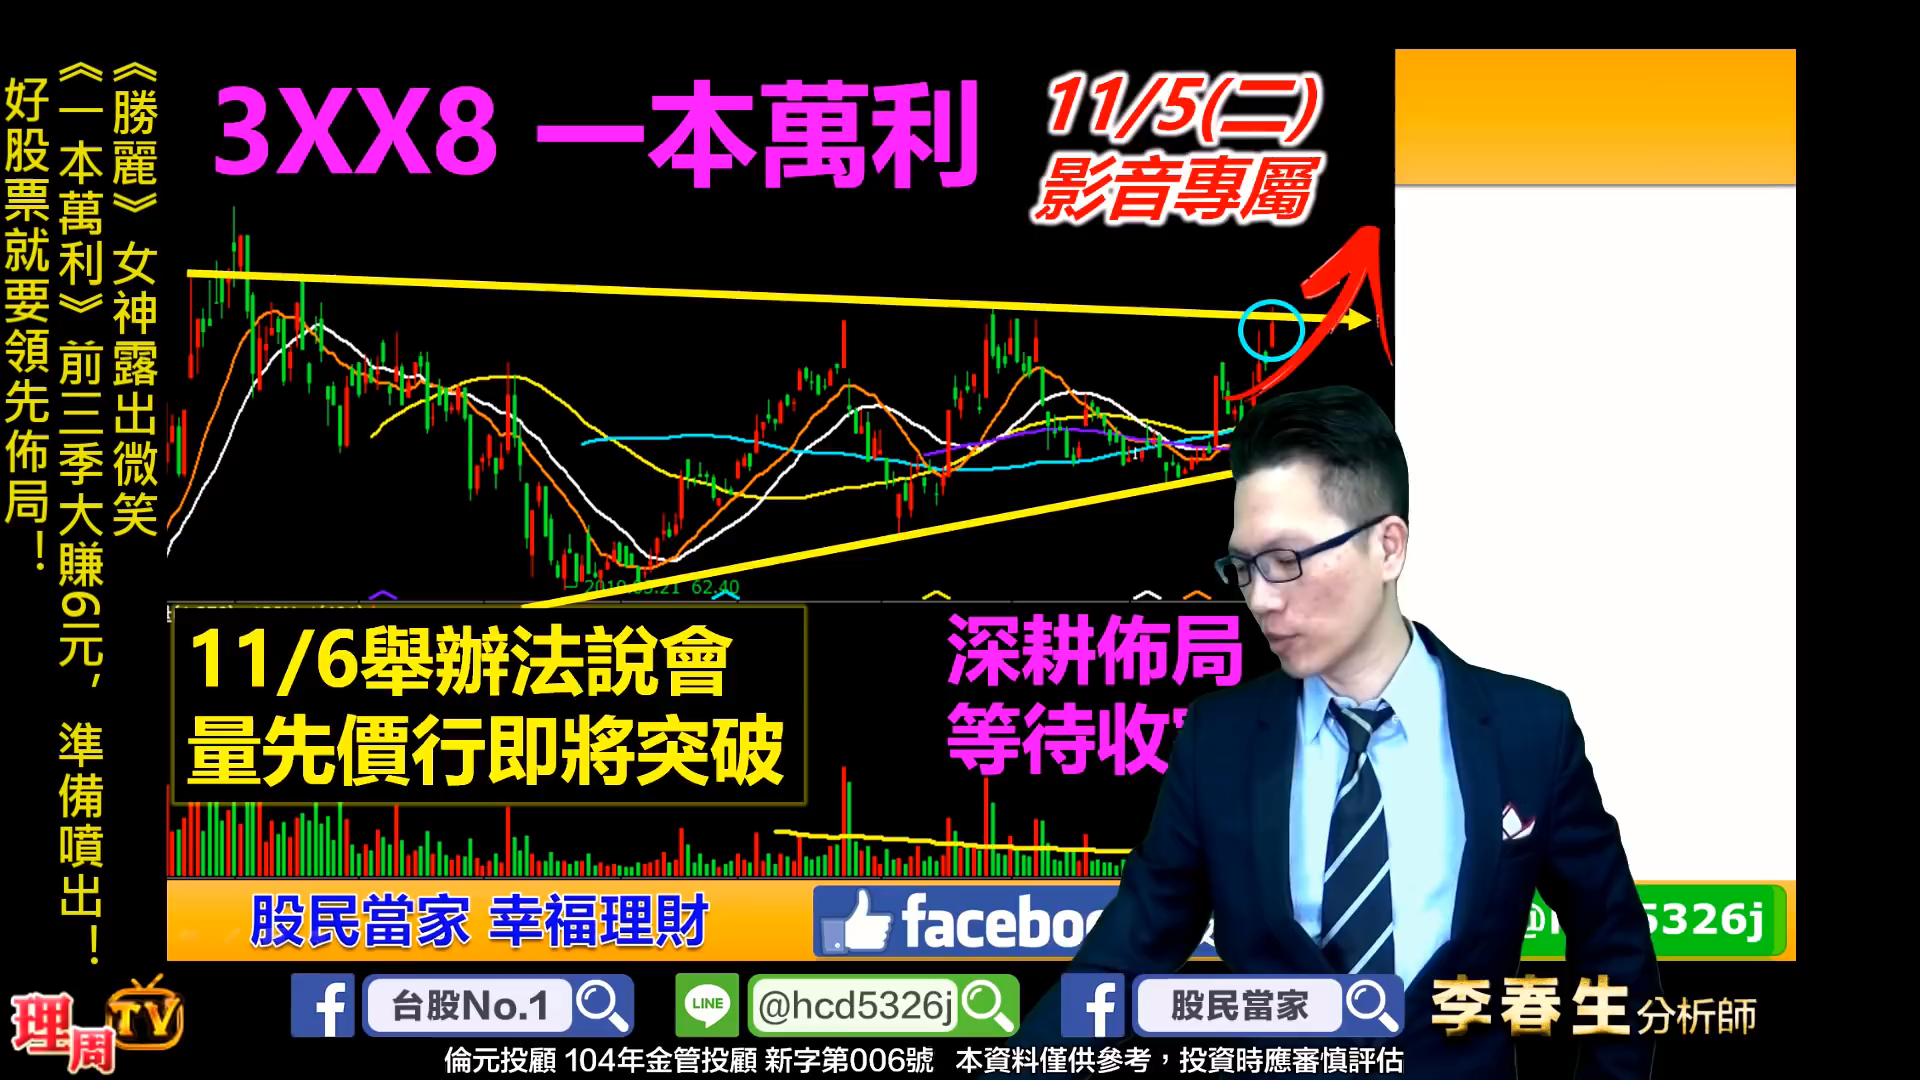 《勝麗》女神露出微笑
《一本萬利》前三季大賺9元，準備噴出！
好股票就要領先佈局！
3XX8 一本萬利
11/5(二)
影音專屬
62.40
11/6舉辦法說會
量先價行即將突破
深耕佈局
等待收
股民當家 幸福理財
facebo
5326j
理周TV
台股No.1
LINE
@hcd5326j
股民當家
李春生分析師
倫元投顧 104年金管投顧 新字第006號 本資料僅供參考，投資時應審慎評估